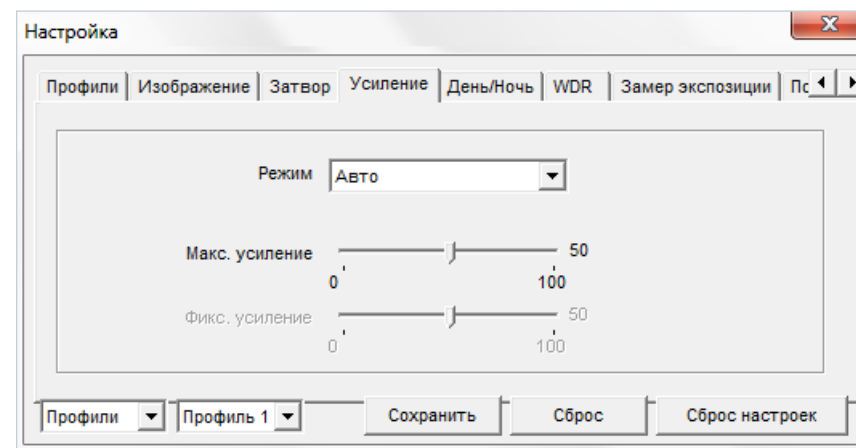 Настройка
Профили Изображение Затвор Усиление День/Ночь WDR Замер экспозиции
Режим Авто
Макс. усиление 50
0 100
Фикс. усиление 50
0 100
Профили Профиль 1 Сохранить Сброс Сброс настроек